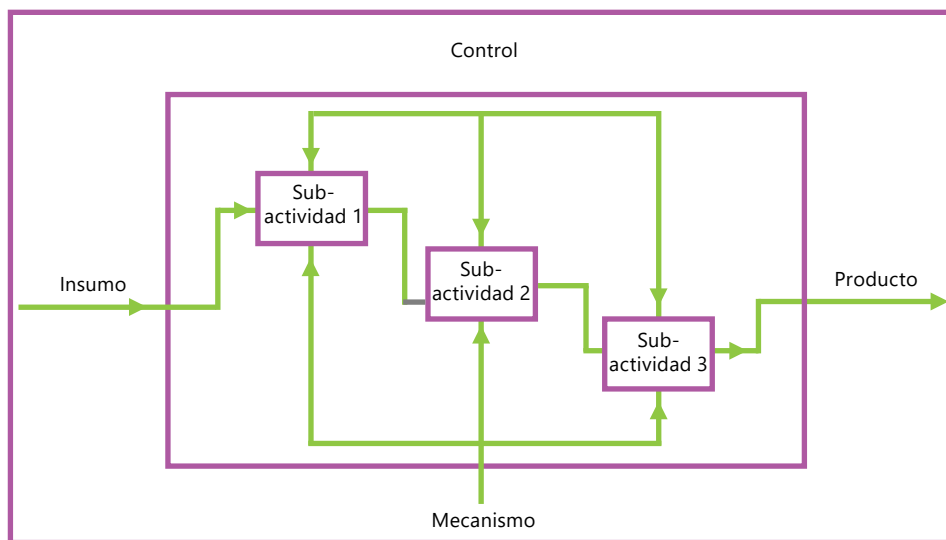 Control
Sub-
actividad 1
Sub-
actividad 2
Insumo
Producto
Sub-
actividad 3
Mecanismo